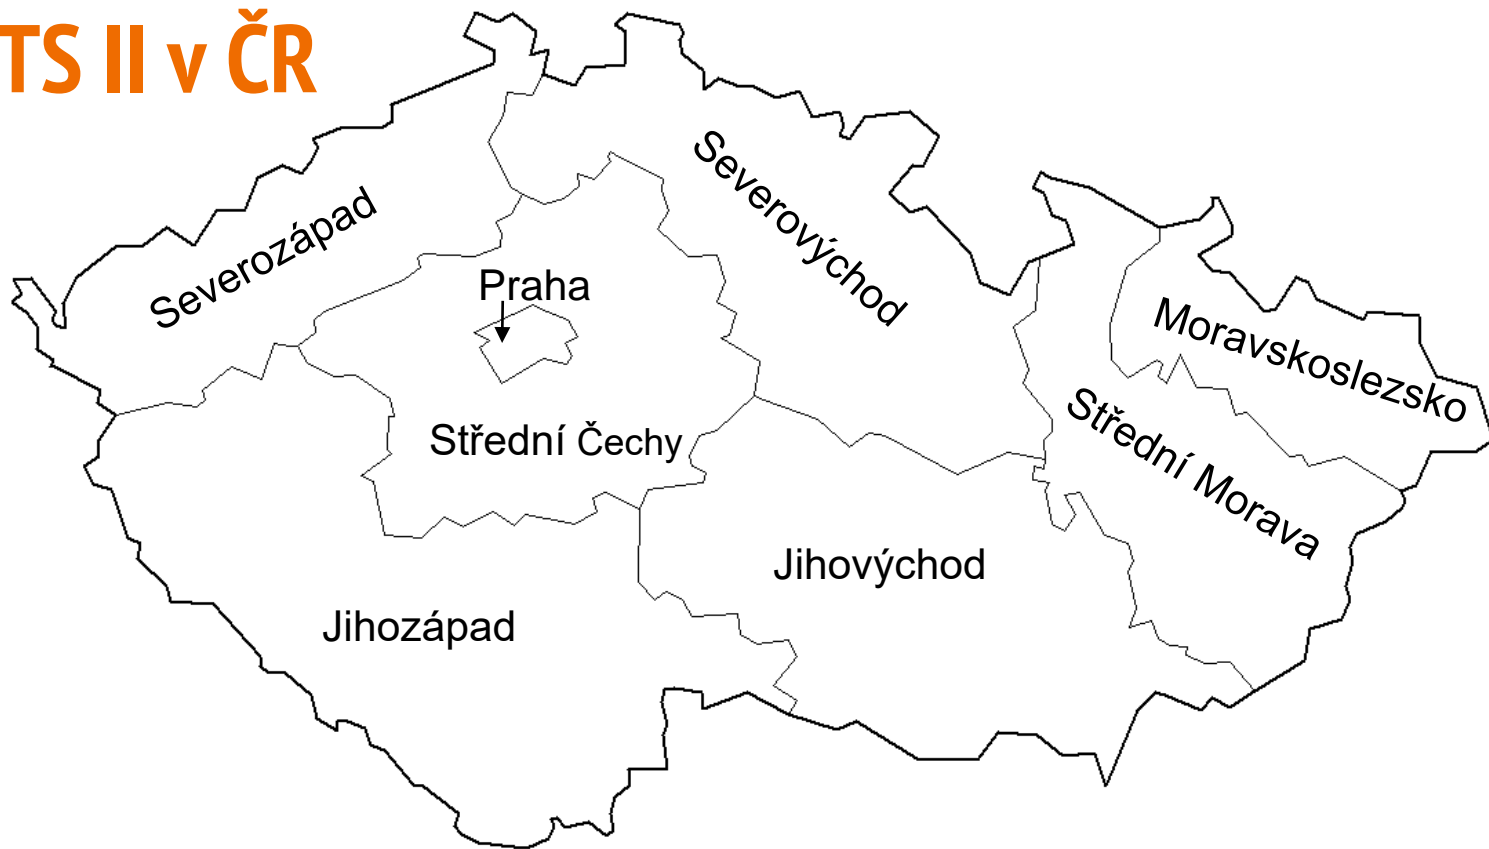 TS II v ČR
Severozápad
Severovýchod
Praha
Moravskoslezsko
Střední Čechy
Střední Morava
Jihovýchod
Jihozápad